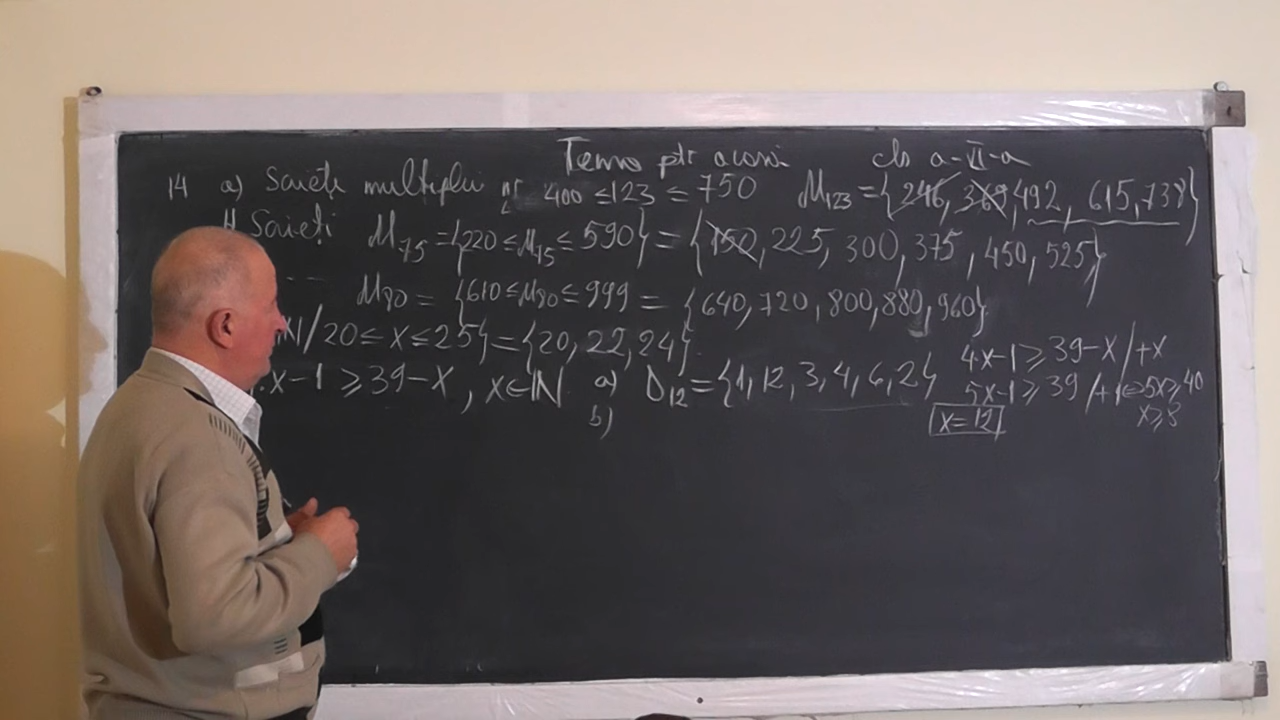 Tema ptr acasă cls a-VI-a
14 a) Scrieți multiplii nr 400 ≤123 ≤ 750 M₁₂₃ = {246, 369, 492, 615, 738}
Scrieți M₇₅ = {220 ≤ M₇₅ ≤ 590} = {150, 225, 300, 375, 450, 525}
M₈₀ = {610 ≤ M₈₀ ≤ 999 = {640, 720, 800, 880, 960}
N/20 ≤ x ≤ 25} = {20, 22, 24}
·x-1 ≥ 39-x, x∈N a) D₁₂ = {1, 12, 3, 4, 6, 2}
b)
4x-1 ≥ 39-x /+x
5x-1 ≥ 39 /+1 ⇔ 5x ≥ 40
x=12 x ≥ 8